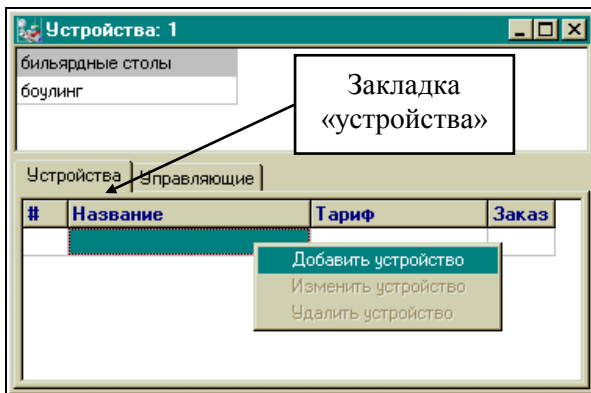 Устройства: 1
бильярдные столы
боулинг
Закладка
«устройства»
Устройства Управляющие
# Название Тариф Заказ
Добавить устройство
Изменить устройство
Удалить устройство